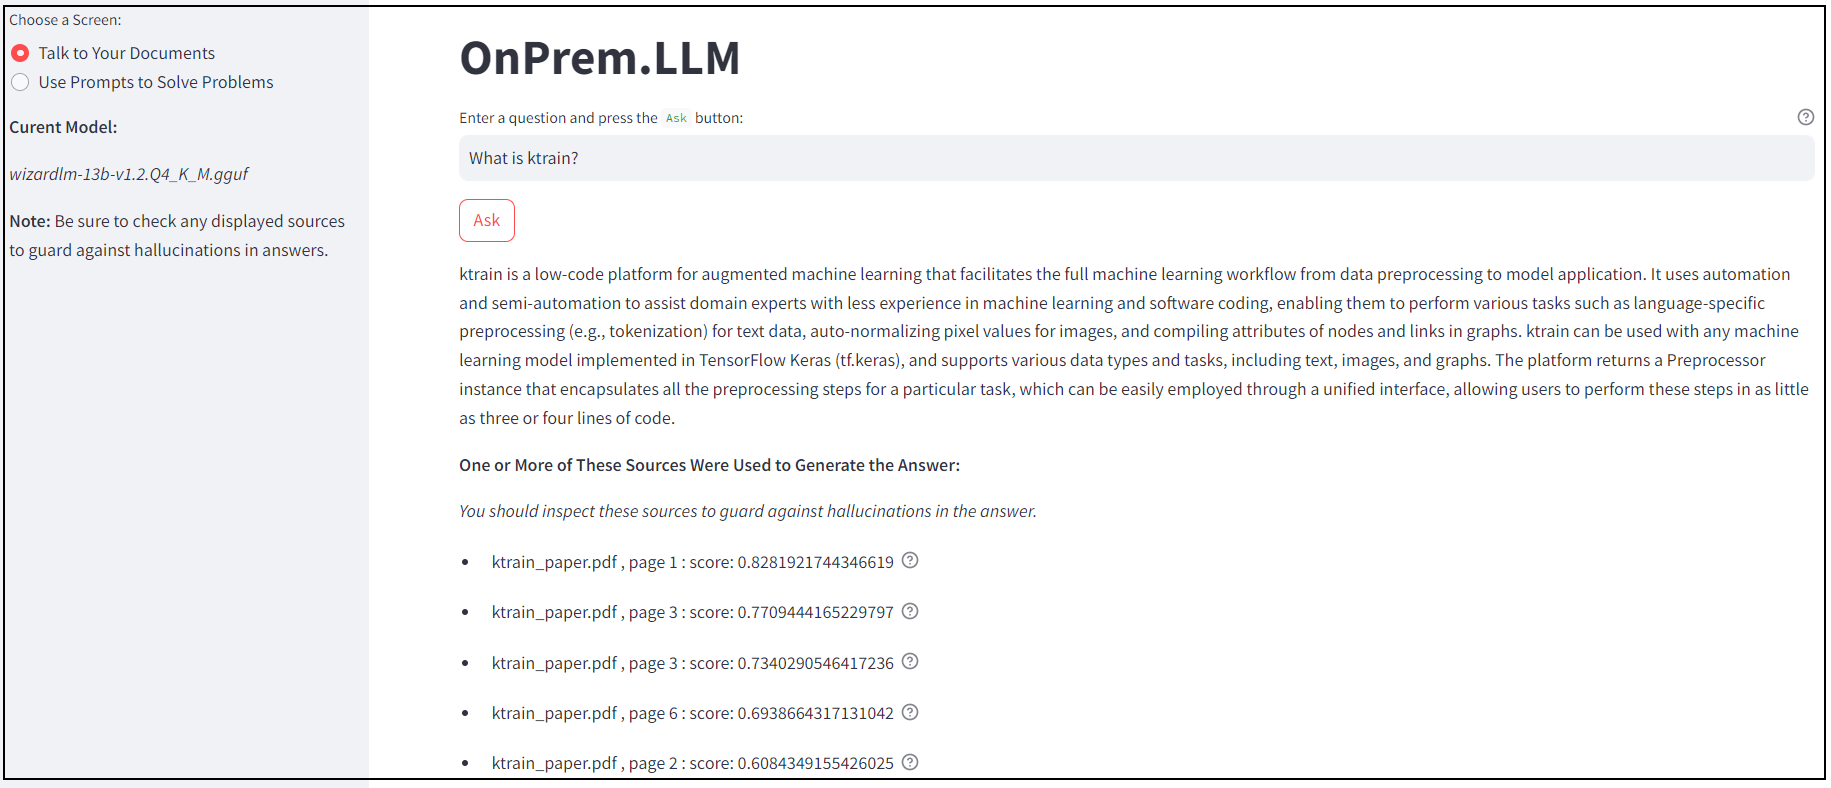 Choose a Screen:
Talk to Your Documents
Use Prompts to Solve Problems
Curent Model:
wizardlm-13b-v1.2.Q4_K_M.gguf
Note: Be sure to check any displayed sources
to guard against hallucinations in answers.
OnPrem.LLM
Enter a question and press the Ask button:
What is ktrain?
Ask
ktrain is a low-code platform for augmented machine learning that facilitates the full machine learning workflow from data preprocessing to model application. It uses automation
and semi-automation to assist domain experts with less experience in machine learning and software coding, enabling them to perform various tasks such as language-specific
preprocessing (e.g., tokenization) for text data, auto-normalizing pixel values for images, and compiling attributes of nodes and links in graphs. ktrain can be used with any machine
learning model implemented in TensorFlow Keras (tf.keras), and supports various data types and tasks, including text, images, and graphs. The platform returns a Preprocessor
instance that encapsulates all the preprocessing steps for a particular task, which can be easily employed through a unified interface, allowing users to perform these steps in as little
as three or four lines of code.
One or More of These Sources Were Used to Generate the Answer:
You should inspect these sources to guard against hallucinations in the answer.
• ktrain_paper.pdf , page 1 : score: 0.8281921744346619
• ktrain_paper.pdf , page 3 : score: 0.7709444165229797
• ktrain_paper.pdf , page 3 : score: 0.7340290546417236
• ktrain_paper.pdf , page 6 : score: 0.6938664317131042
• ktrain_paper.pdf , page 2 : score: 0.6084349155426025